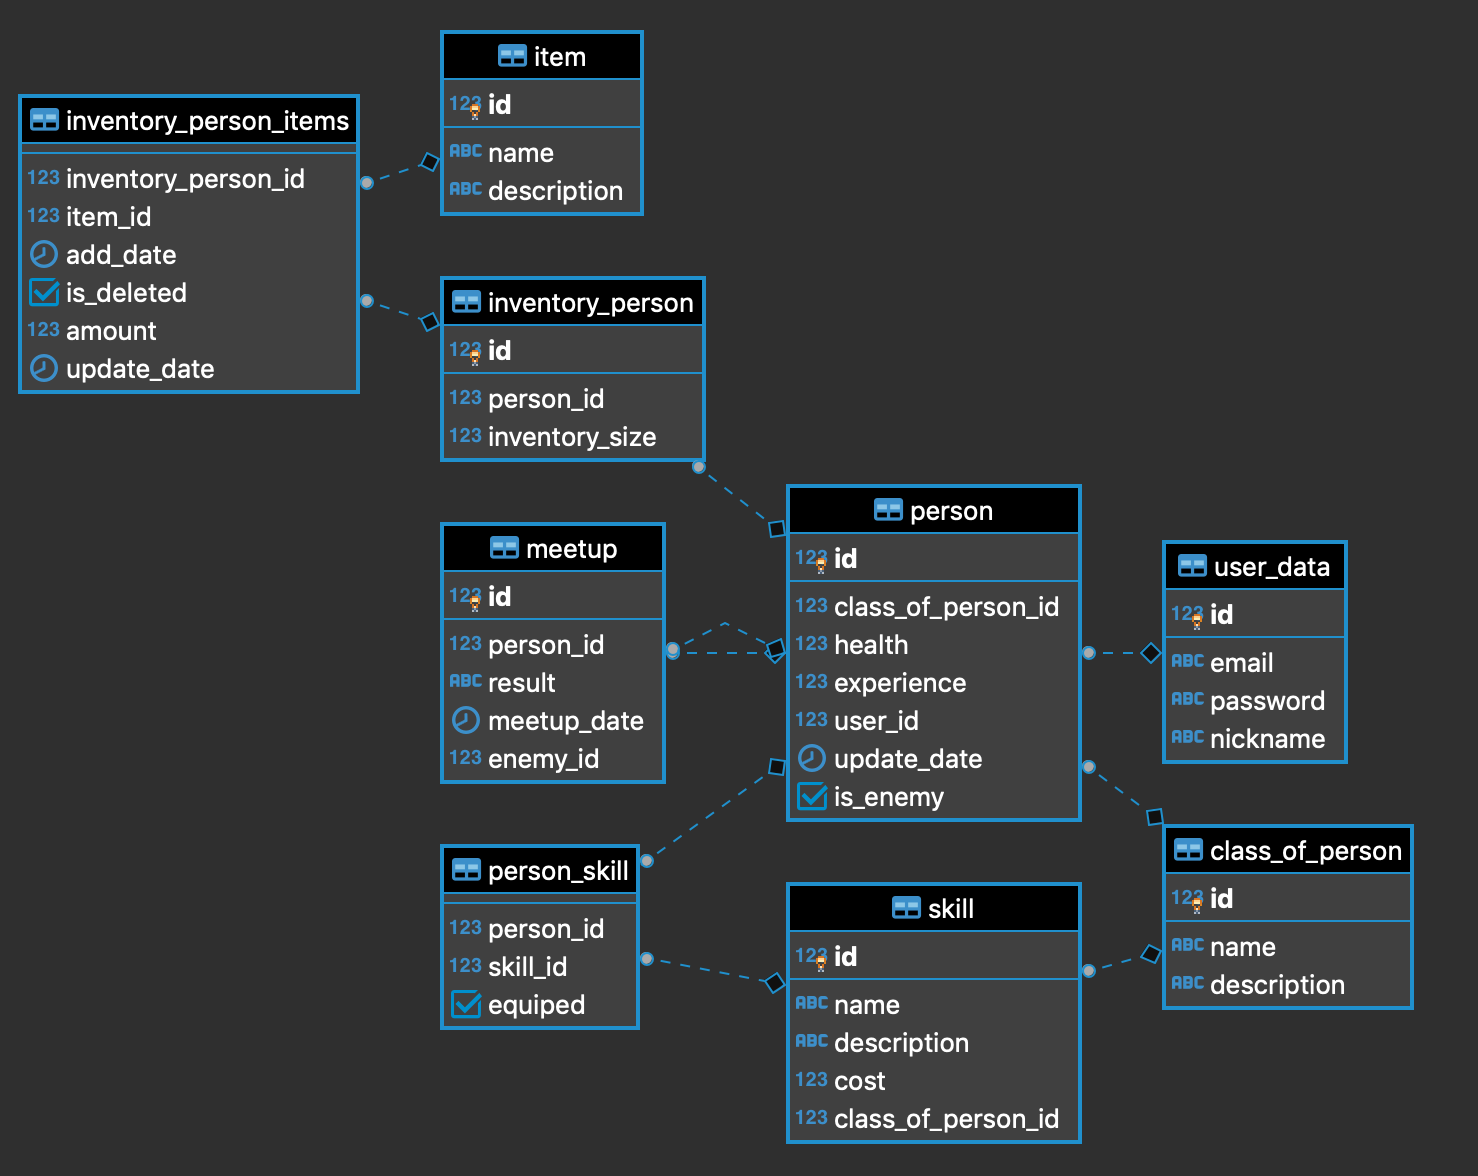 item
123 id
ABC name
ABC description
inventory_person_items
123 inventory_person_id
123 item_id
add_date
is_deleted
123 amount
update_date
inventory_person
123 id
123 person_id
123 inventory_size
meetup
123 id
123 person_id
ABC result
meetup_date
123 enemy_id
person
123 id
123 class_of_person_id
123 health
123 experience
123 user_id
update_date
is_enemy
user_data
123 id
ABC email
ABC password
ABC nickname
person_skill
123 person_id
123 skill_id
equiped
skill
123 id
ABC name
ABC description
123 cost
123 class_of_person_id
class_of_person
123 id
ABC name
ABC description